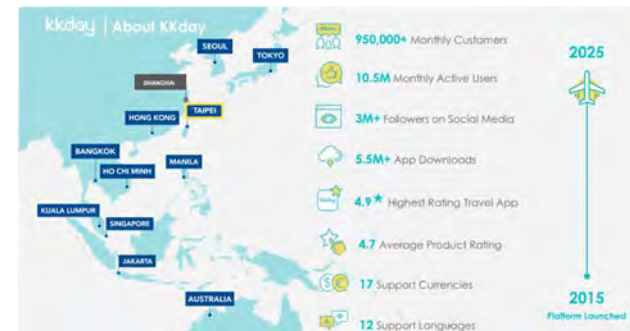 kkday | About KKday
SEOUL
TOKYO
SHANGHAI
TAIPEI
HONG KONG
BANGKOK
HO CHI MINH
MANILA
KUALA LUMPUR
SINGAPORE
JAKARTA
AUSTRALIA
950,000+ Monthly Customers
10.5M Monthly Active Users
3M+ Followers on Social Media
5.5M+ App Downloads
4.9★ Highest Rating Travel App
4.7 Average Product Rating
17 Support Currencies
12 Support Languages
2025
2015
Platform Launched